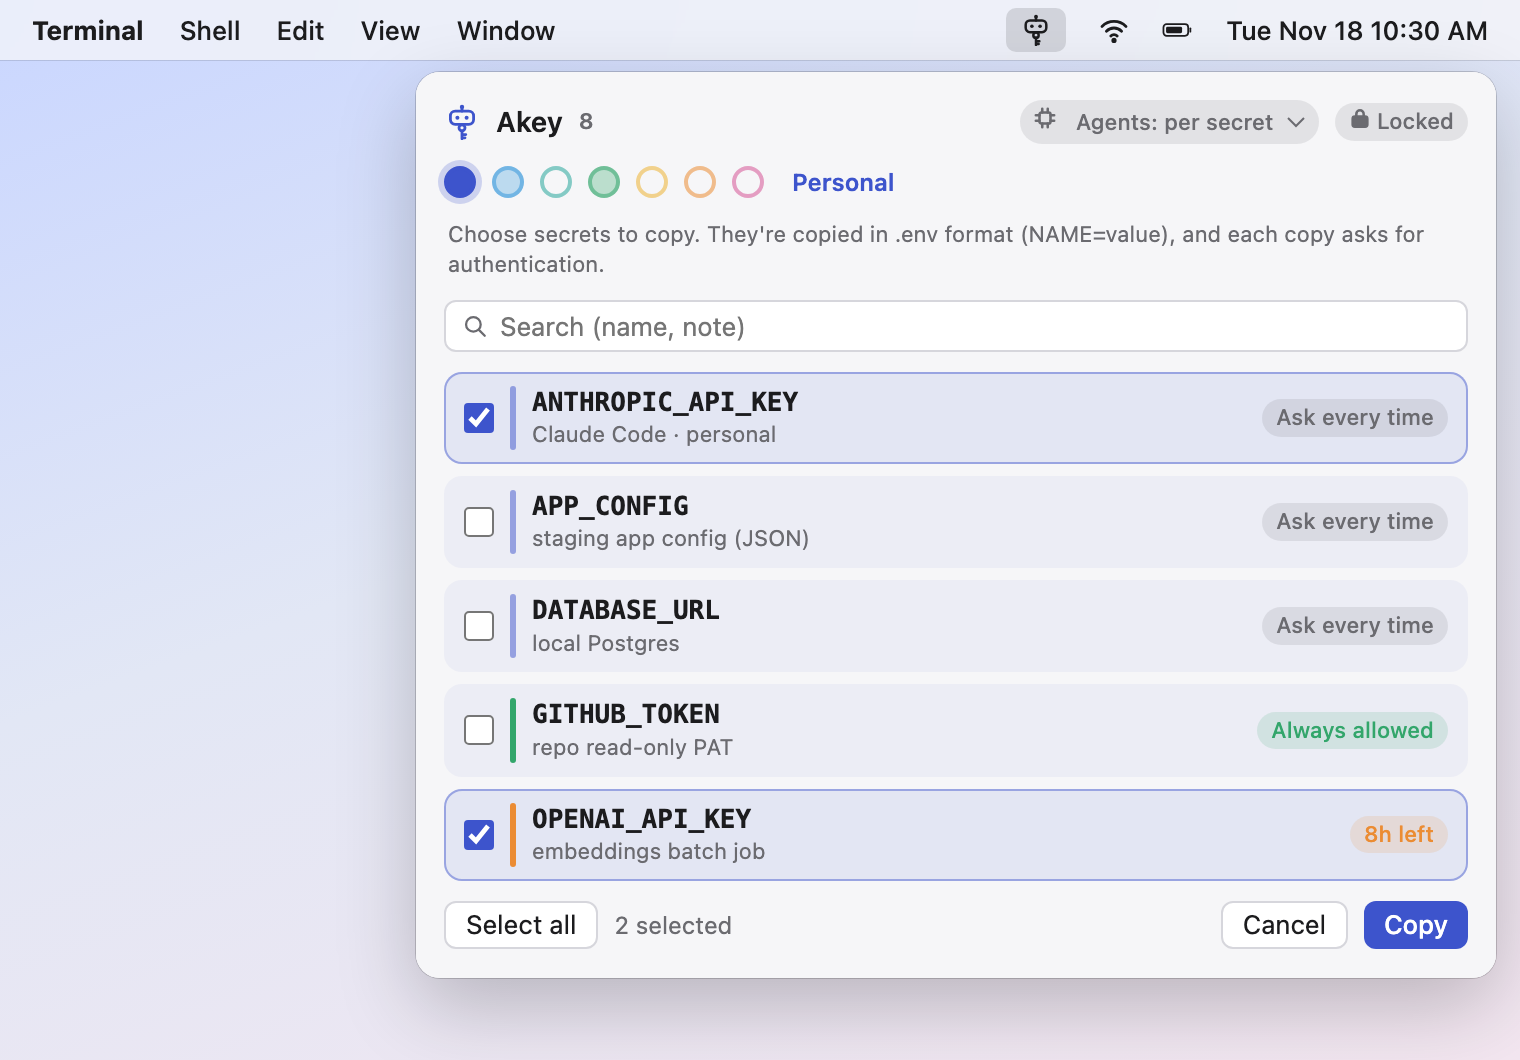 Terminal Shell Edit View Window Tue Nov 18 10:30 AM
Akey 8 Agents: per secret Locked
Personal
Choose secrets to copy. They're copied in .env format (NAME=value), and each copy asks for
authentication.
Search (name, note)
ANTHROPIC_API_KEY
Claude Code · personal
Ask every time
APP_CONFIG
staging app config (JSON)
Ask every time
DATABASE_URL
local Postgres
Ask every time
GITHUB_TOKEN
repo read-only PAT
Always allowed
OPENAI_API_KEY
embeddings batch job
8h left
Select all 2 selected Cancel Copy